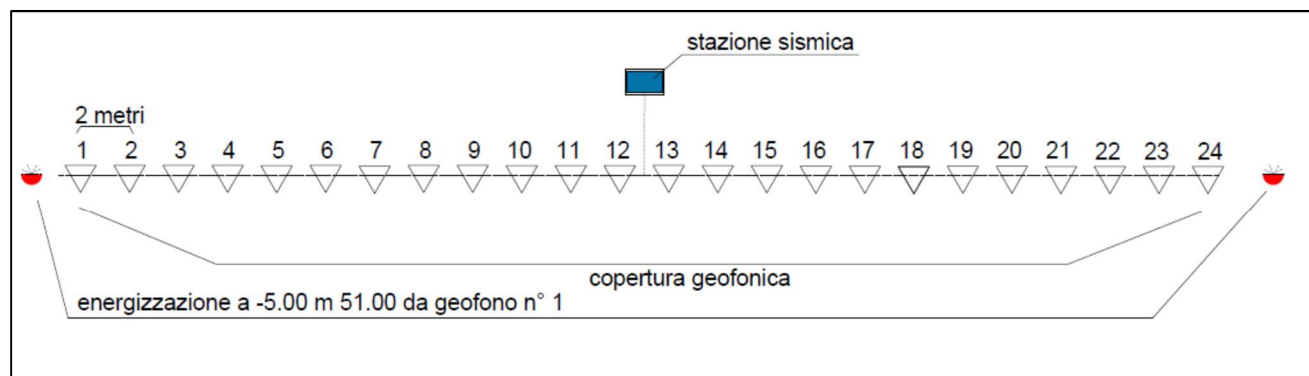 stazione sismica
2 metri
1 2 3 4 5 6 7 8 9 10 11 12 13 14 15 16 17 18 19 20 21 22 23 24
copertura geofonica
energizzazione a -5.00 m 51.00 da geofono n° 1